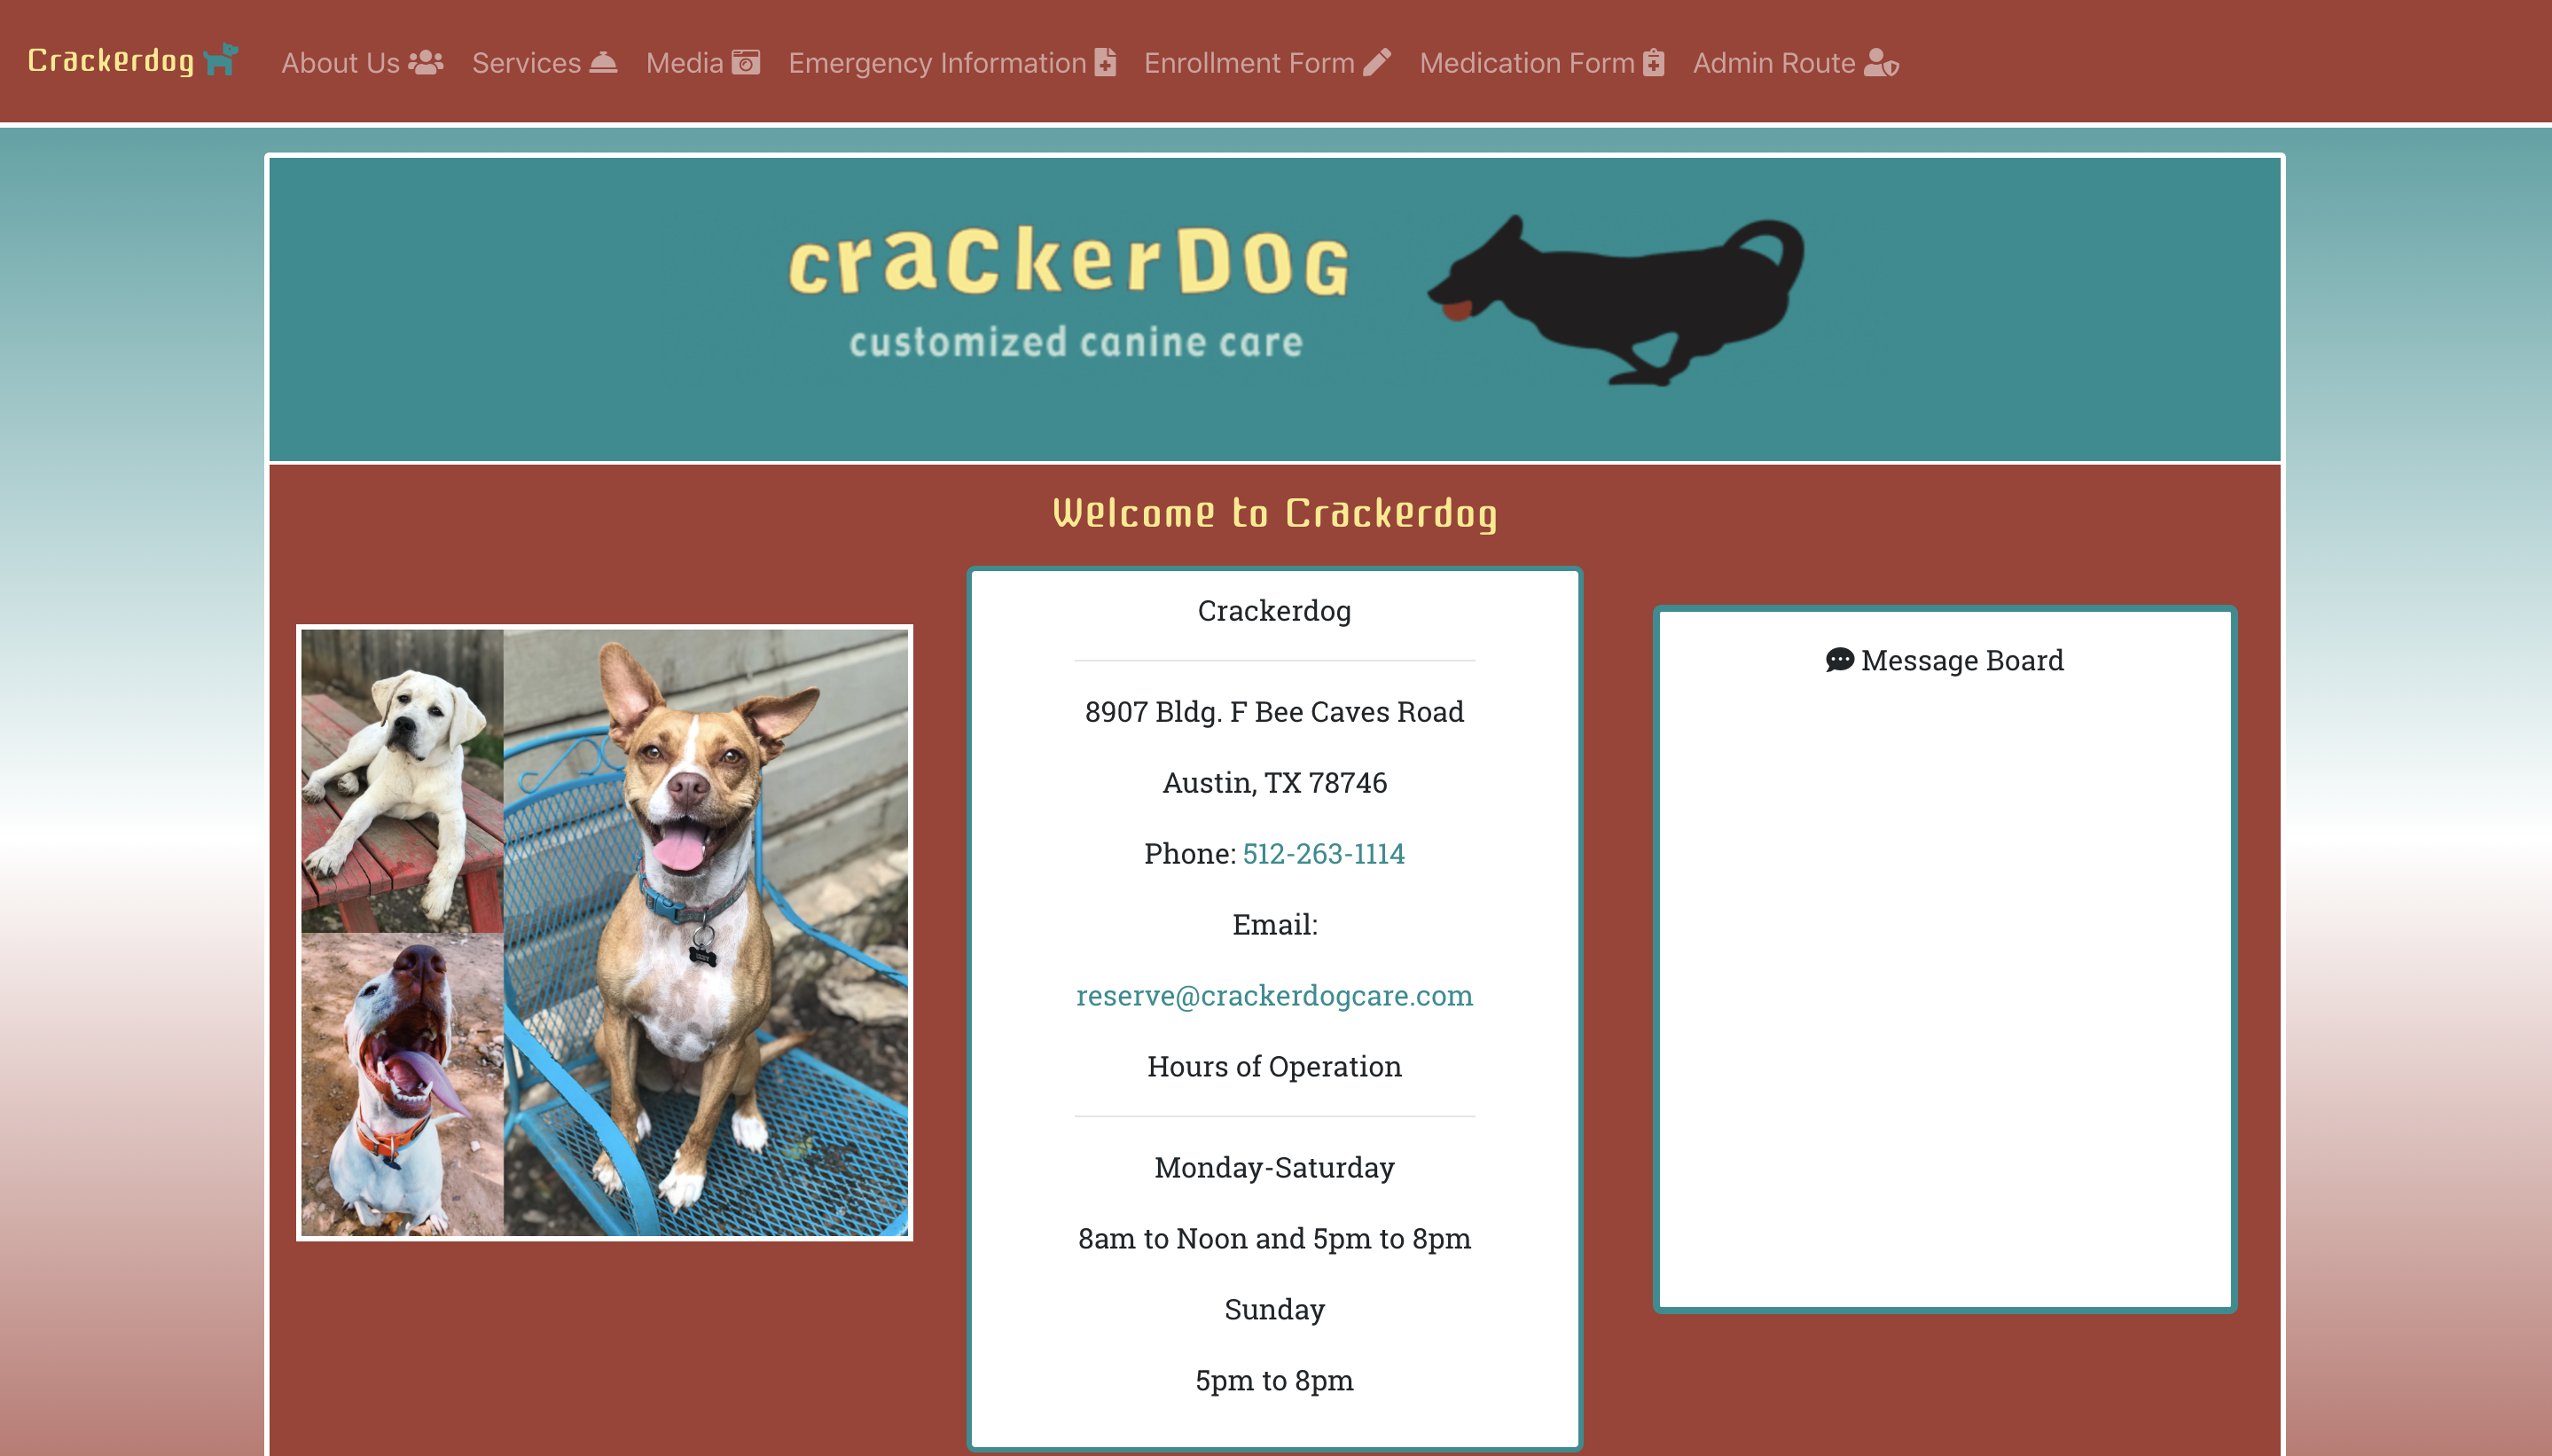 Crackerdog About Us Services Media Emergency Information Enrollment Form Medication Form Admin Route
crackerDOG
customized canine care
Welcome to Crackerdog
Crackerdog
8907 Bldg. F Bee Caves Road
Austin, TX 78746
Phone: 512-263-1114
Email:
reserve@crackerdogcare.com
Hours of Operation
Monday-Saturday
8am to Noon and 5pm to 8pm
Sunday
5pm to 8pm
Message Board